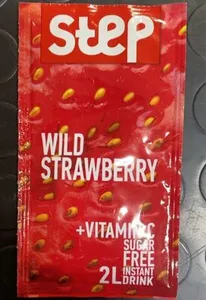 step
WILD
STRAWBERRY
+VITAMIN C
SUGAR
FREE
2L INSTANT
DRINK